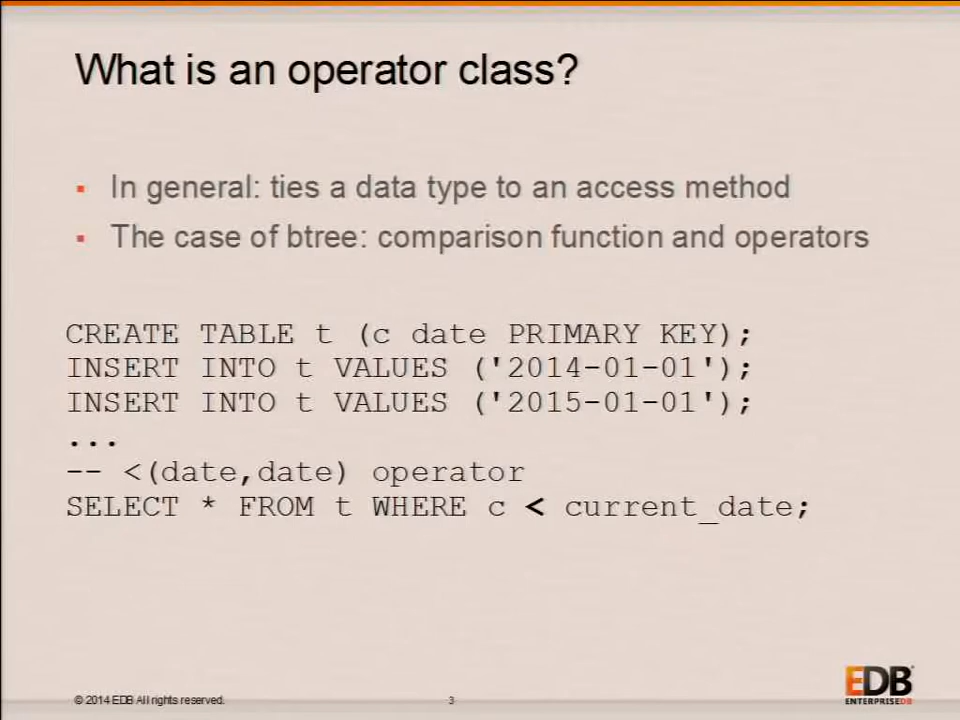 What is an operator class?
In general: ties a data type to an access method
The case of btree: comparison function and operators
CREATE TABLE t (c date PRIMARY KEY);
INSERT INTO t VALUES ('2014-01-01');
INSERT INTO t VALUES ('2015-01-01');
...
-- <(date,date) operator
SELECT * FROM t WHERE c < current_date;
© 2014 EDB All rights reserved.
3
EDB
ENTERPRISEDB